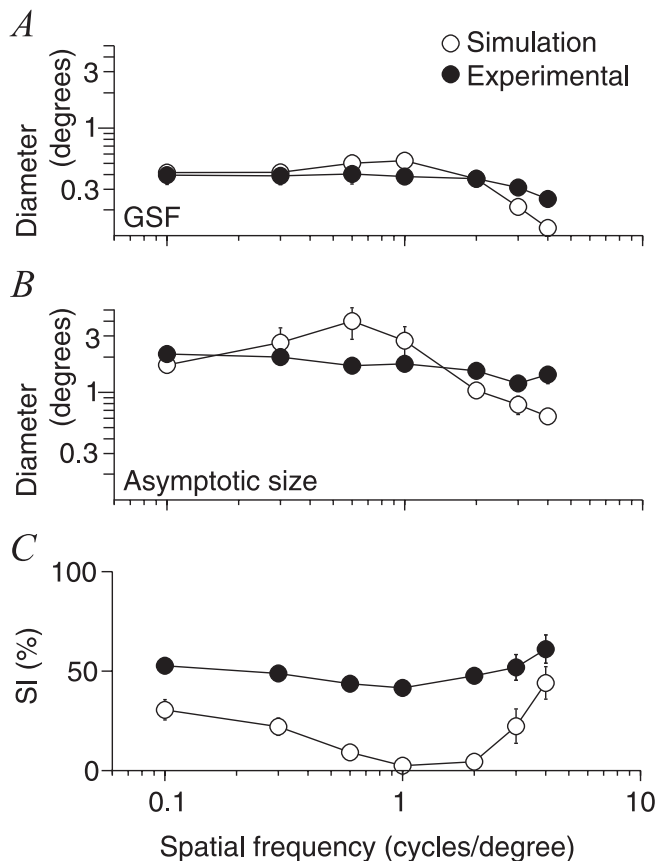 A
Simulation
Experimental
3
1
0.3
Diameter
(degrees)
GSF
B
3
1
0.3
Diameter
(degrees)
Asymptotic size
C
100
50
0
SI (%)
0.1
1
10
Spatial frequency (cycles/degree)